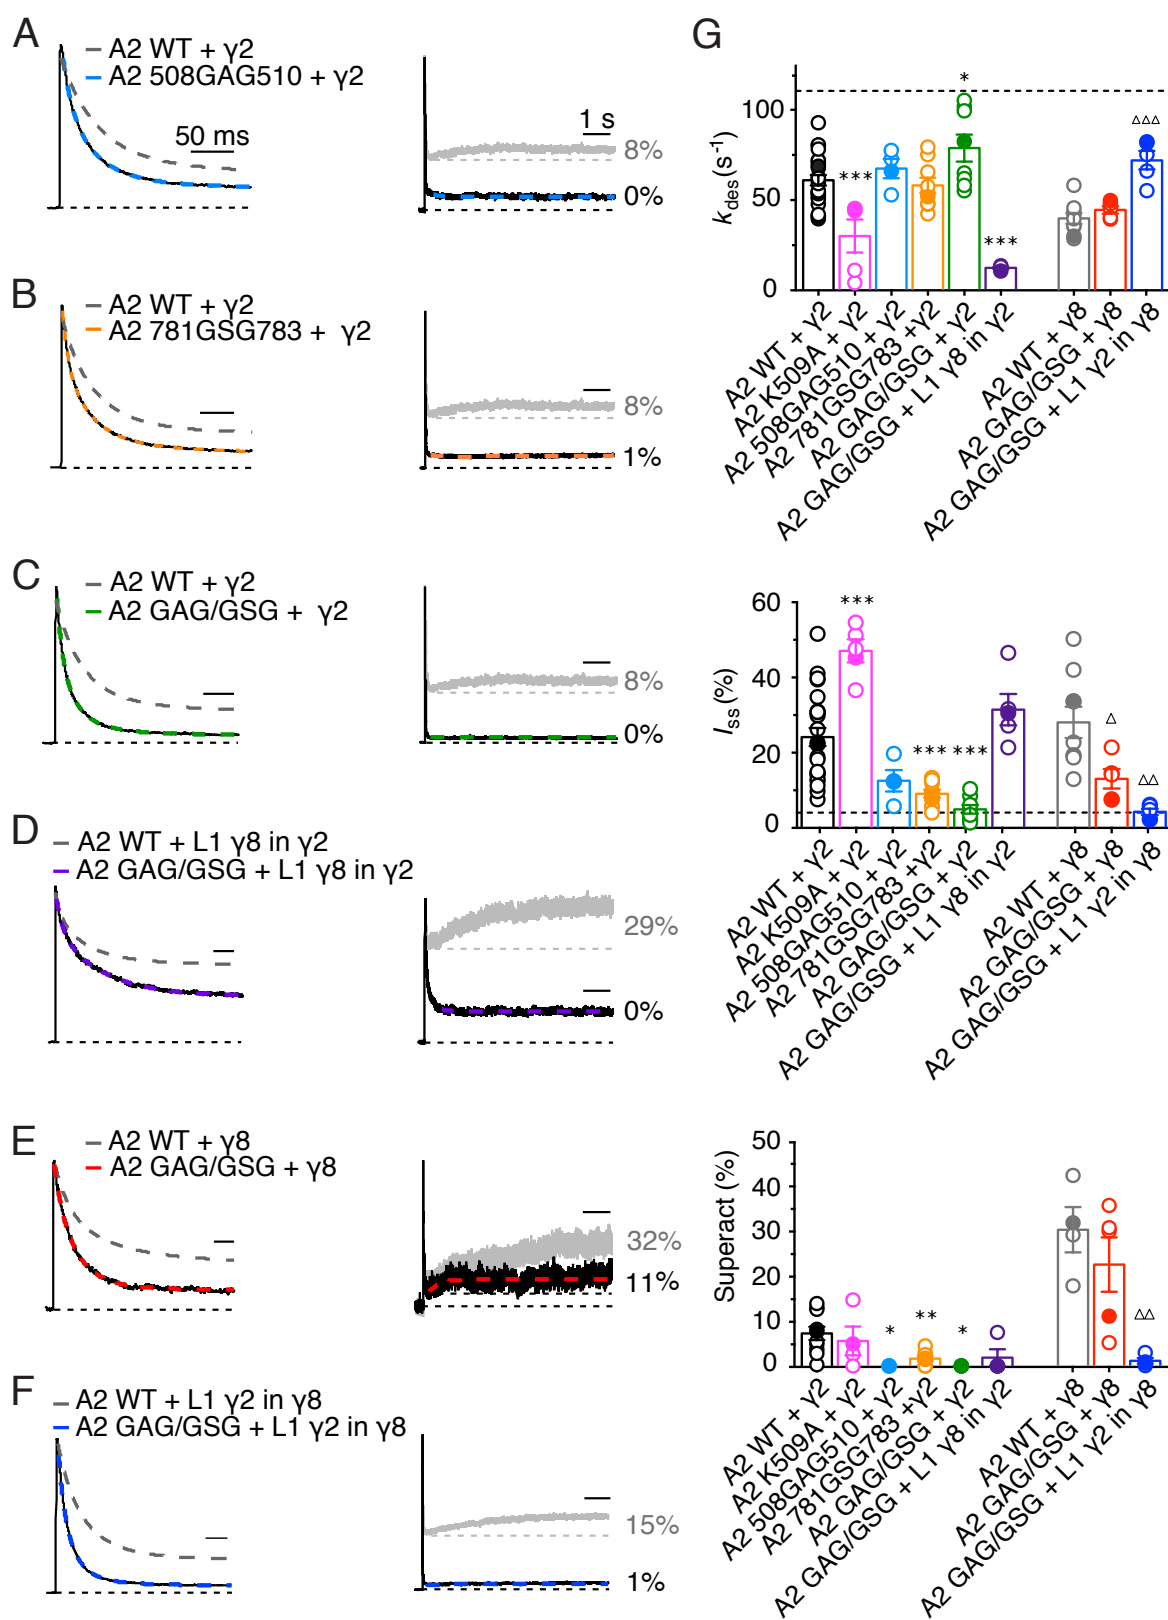 A
A2 WT + γ2
A2 508GAG510 + γ2
50 ms
1 s
8%
0%
B
A2 WT + γ2
A2 781GSG783 + γ2
8%
1%
C
A2 WT + γ2
A2 GAG/GSG + γ2
8%
0%
D
A2 WT + L1 γ8 in γ2
A2 GAG/GSG + L1 γ8 in γ2
29%
0%
E
A2 WT + γ8
A2 GAG/GSG + γ8
32%
11%
F
A2 WT + L1 γ2 in γ8
A2 GAG/GSG + L1 γ2 in γ8
15%
1%
G
kdes (s-1)
100
50
0
***
*
***
△△△
A2 WT + γ2
A2 K509A + γ2
A2 508GAG510 + γ2
A2 781GSG783 +γ2
A2 GAG/GSG + γ2
A2 GAG/GSG + L1 γ8 in γ2
A2 WT + γ8
A2 GAG/GSG + γ8
A2 GAG/GSG + L1 γ2 in γ8
Iss (%)
60
40
20
0
***
***
***
△
△△
A2 WT + γ2
A2 K509A + γ2
A2 508GAG510 + γ2
A2 781GSG783 +γ2
A2 GAG/GSG + γ2
A2 GAG/GSG + L1 γ8 in γ2
A2 WT + γ8
A2 GAG/GSG + γ8
A2 GAG/GSG + L1 γ2 in γ8
Superact (%)
50
40
30
20
10
0
*
**
*
△△
A2 WT + γ2
A2 K509A + γ2
A2 508GAG510 + γ2
A2 781GSG783 +γ2
A2 GAG/GSG + γ2
A2 GAG/GSG + L1 γ8 in γ2
A2 WT + γ8
A2 GAG/GSG + γ8
A2 GAG/GSG + L1 γ2 in γ8